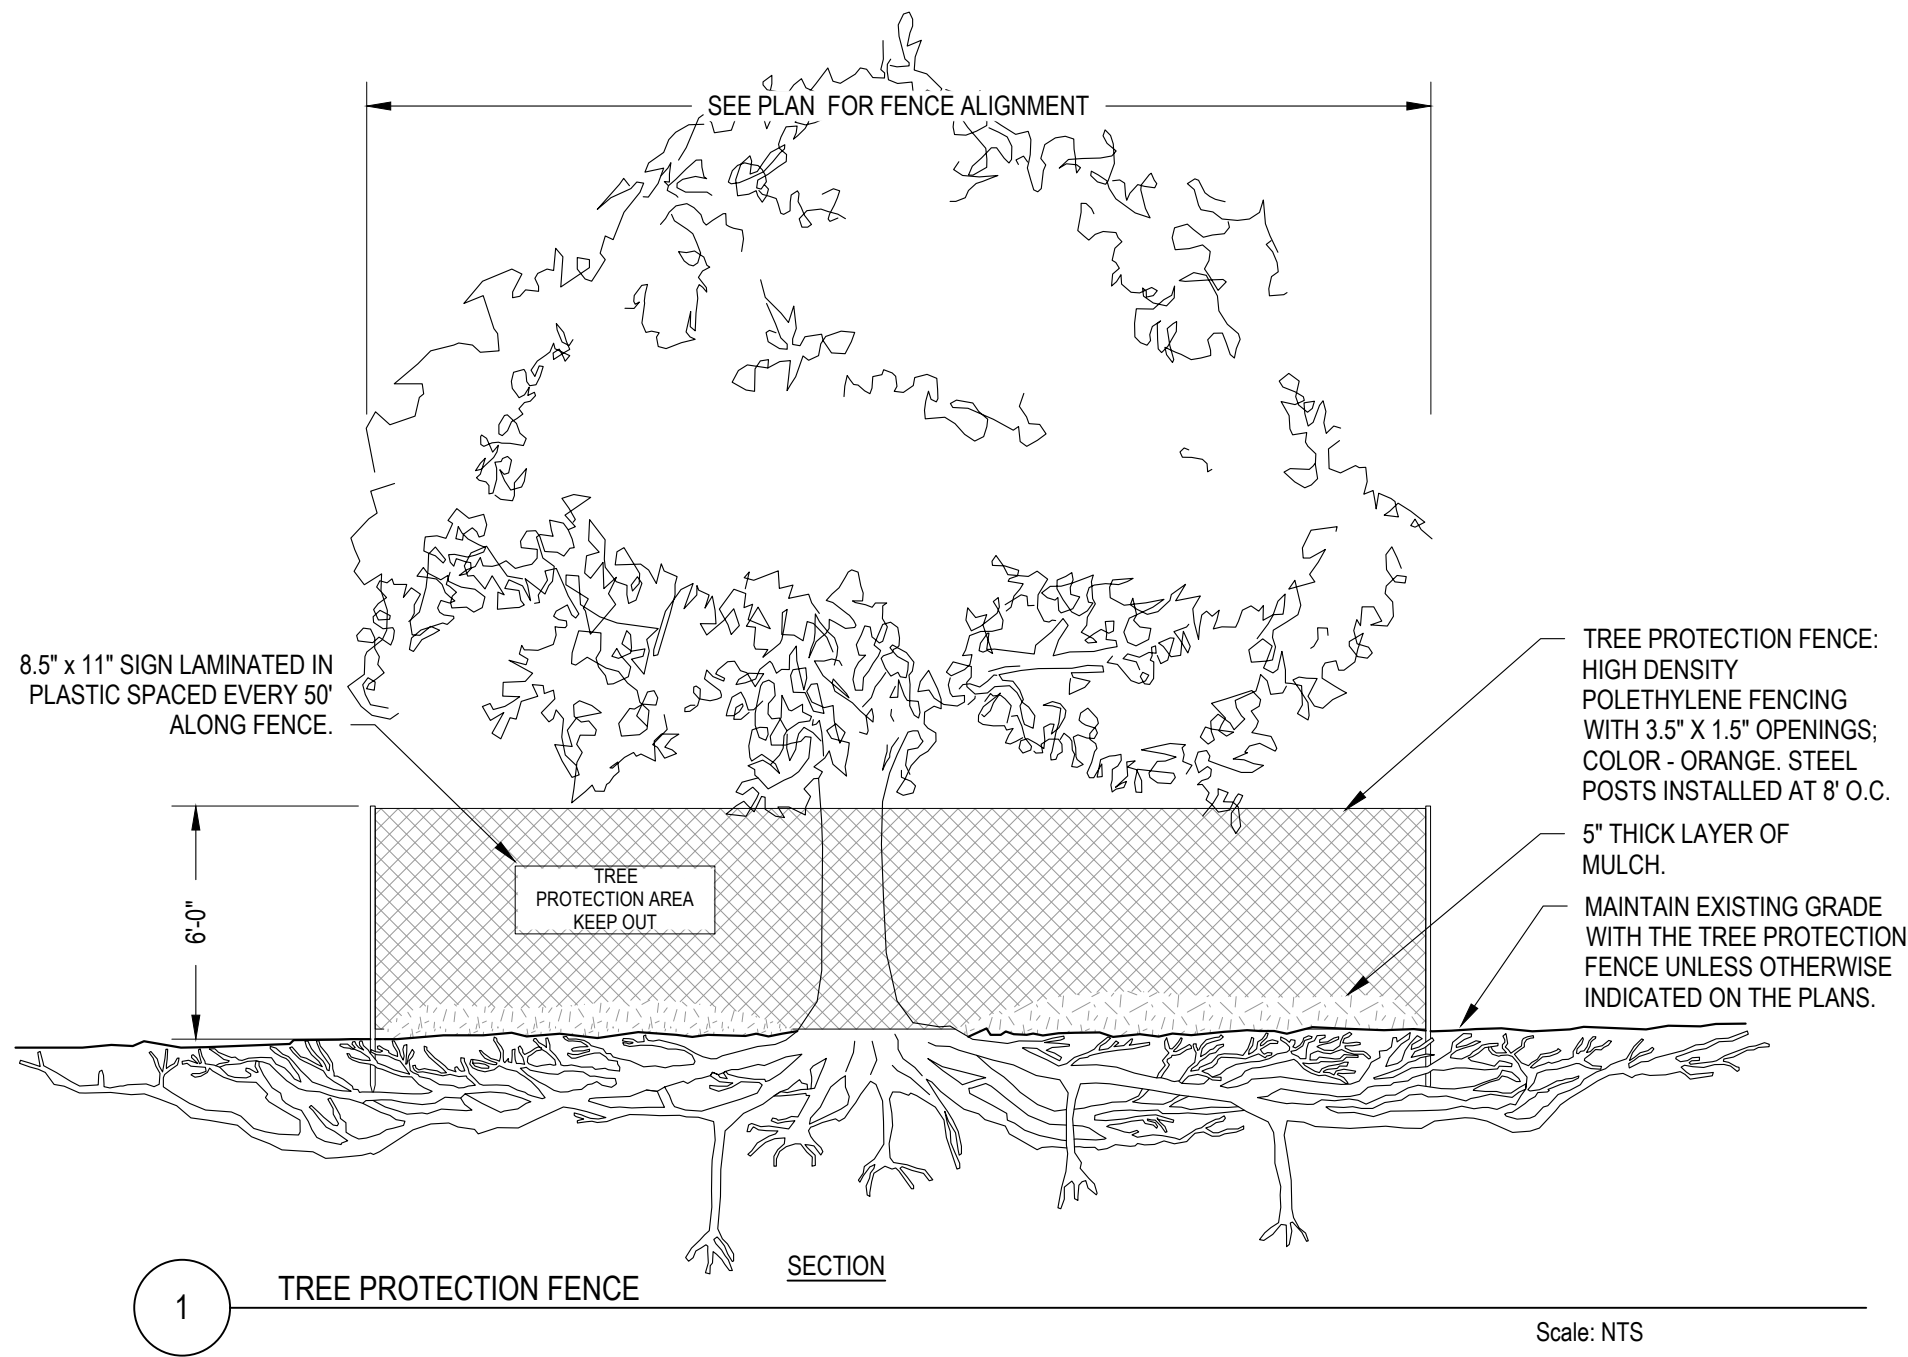 SEE PLAN FOR FENCE ALIGNMENT
8.5" x 11" SIGN LAMINATED IN
PLASTIC SPACED EVERY 50'
ALONG FENCE.
TREE PROTECTION FENCE:
HIGH DENSITY
POLETHYLENE FENCING
WITH 3.5" X 1.5" OPENINGS;
COLOR - ORANGE. STEEL
POSTS INSTALLED AT 8' O.C.
5" THICK LAYER OF
MULCH.
MAINTAIN EXISTING GRADE
WITH THE TREE PROTECTION
FENCE UNLESS OTHERWISE
INDICATED ON THE PLANS.
6'-0"
TREE
PROTECTION AREA
KEEP OUT
SECTION
1
TREE PROTECTION FENCE
Scale: NTS